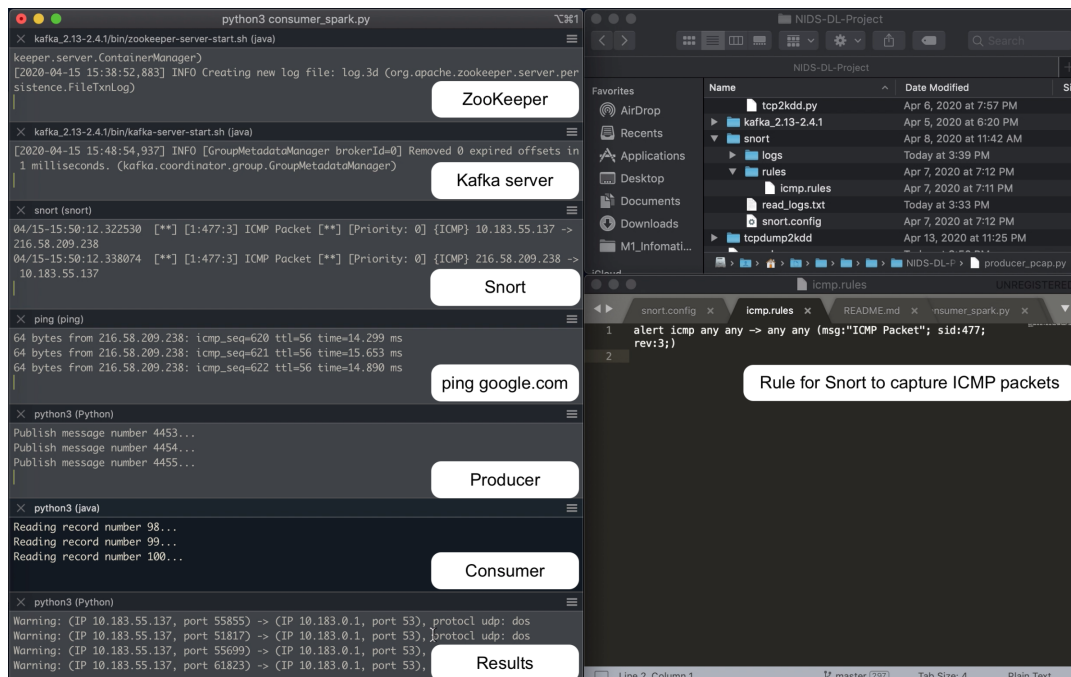 python3 consumer_spark.py
⌥⌘1
kafka_2.13-2.4.1/bin/zookeeper-server-start.sh (java)
keeper.server.ContainerManager)
[2020-04-15 15:38:52,883] INFO Creating new log file: log.3d (org.apache.zookeeper.server.per
sistence.FileTxnLog)
ZooKeeper
kafka_2.13-2.4.1/bin/kafka-server-start.sh (java)
[2020-04-15 15:48:54,937] INFO [GroupMetadataManager brokerId=0] Removed 0 expired offsets in
1 milliseconds. (kafka.coordinator.group.GroupMetadataManager)
Kafka server
snort (snort)
04/15-15:50:12.322530 [**] [1:477:3] ICMP Packet [**] [Priority: 0] {ICMP} 10.183.55.137 ->
216.58.209.238
04/15-15:50:12.338074 [**] [1:477:3] ICMP Packet [**] [Priority: 0] {ICMP} 216.58.209.238 ->
10.183.55.137
Snort
ping (ping)
64 bytes from 216.58.209.238: icmp_seq=620 ttl=56 time=14.299 ms
64 bytes from 216.58.209.238: icmp_seq=621 ttl=56 time=15.653 ms
64 bytes from 216.58.209.238: icmp_seq=622 ttl=56 time=14.890 ms
ping google.com
python3 (Python)
Publish message number 4453...
Publish message number 4454...
Publish message number 4455...
Producer
python3 (java)
Reading record number 98...
Reading record number 99...
Reading record number 100...
Consumer
python3 (Python)
Warning: (IP 10.183.55.137, port 55855) -> (IP 10.183.0.1, port 53), protocl udp: dos
Warning: (IP 10.183.55.137, port 51817) -> (IP 10.183.0.1, port 53), protocl udp: dos
Warning: (IP 10.183.55.137, port 55699) -> (IP 10.183.0.1, port 53),
Warning: (IP 10.183.55.137, port 61823) -> (IP 10.183.0.1, port 53),
Results
NIDS-DL-Project
Search
NIDS-DL-Project
Favorites
AirDrop
Recents
Applications
Desktop
Documents
Downloads
M1_Infomati...
iCloud
Name Date Modified Si
tcp2kdd.py Apr 6, 2020 at 7:57 PM
kafka_2.13-2.4.1 Apr 5, 2020 at 6:20 PM
snort Apr 8, 2020 at 11:42 AM
logs Today at 3:39 PM
rules Apr 7, 2020 at 7:12 PM
icmp.rules Apr 7, 2020 at 7:11 PM
read_logs.txt Today at 3:33 PM
snort.config Apr 7, 2020 at 7:12 PM
tcpdump2kdd Apr 13, 2020 at 11:25 PM
NIDS-DL-P producer_pcap.py
icmp.rules
UNREGISTERED
snort.config icmp.rules README.md nsumer_spark.py
1 alert icmp any any -> any any (msg:"ICMP Packet"; sid:477;
rev:3;)
2
Rule for Snort to capture ICMP packets
Line 2, Column 1 master 797 Tab Size: 4 Plain Text